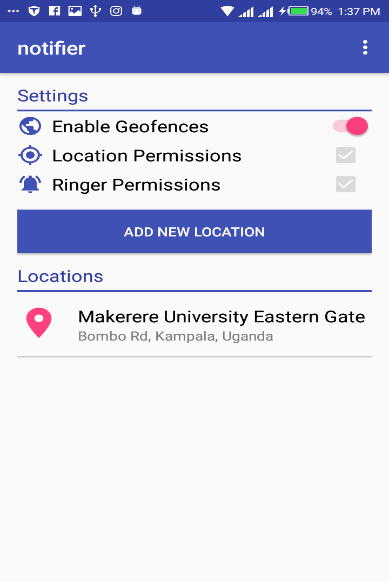 94% 1:37 PM
notifier
Settings
Enable Geofences
Location Permissions
Ringer Permissions
ADD NEW LOCATION
Locations
Makerere University Eastern Gate
Bombo Rd, Kampala, Uganda